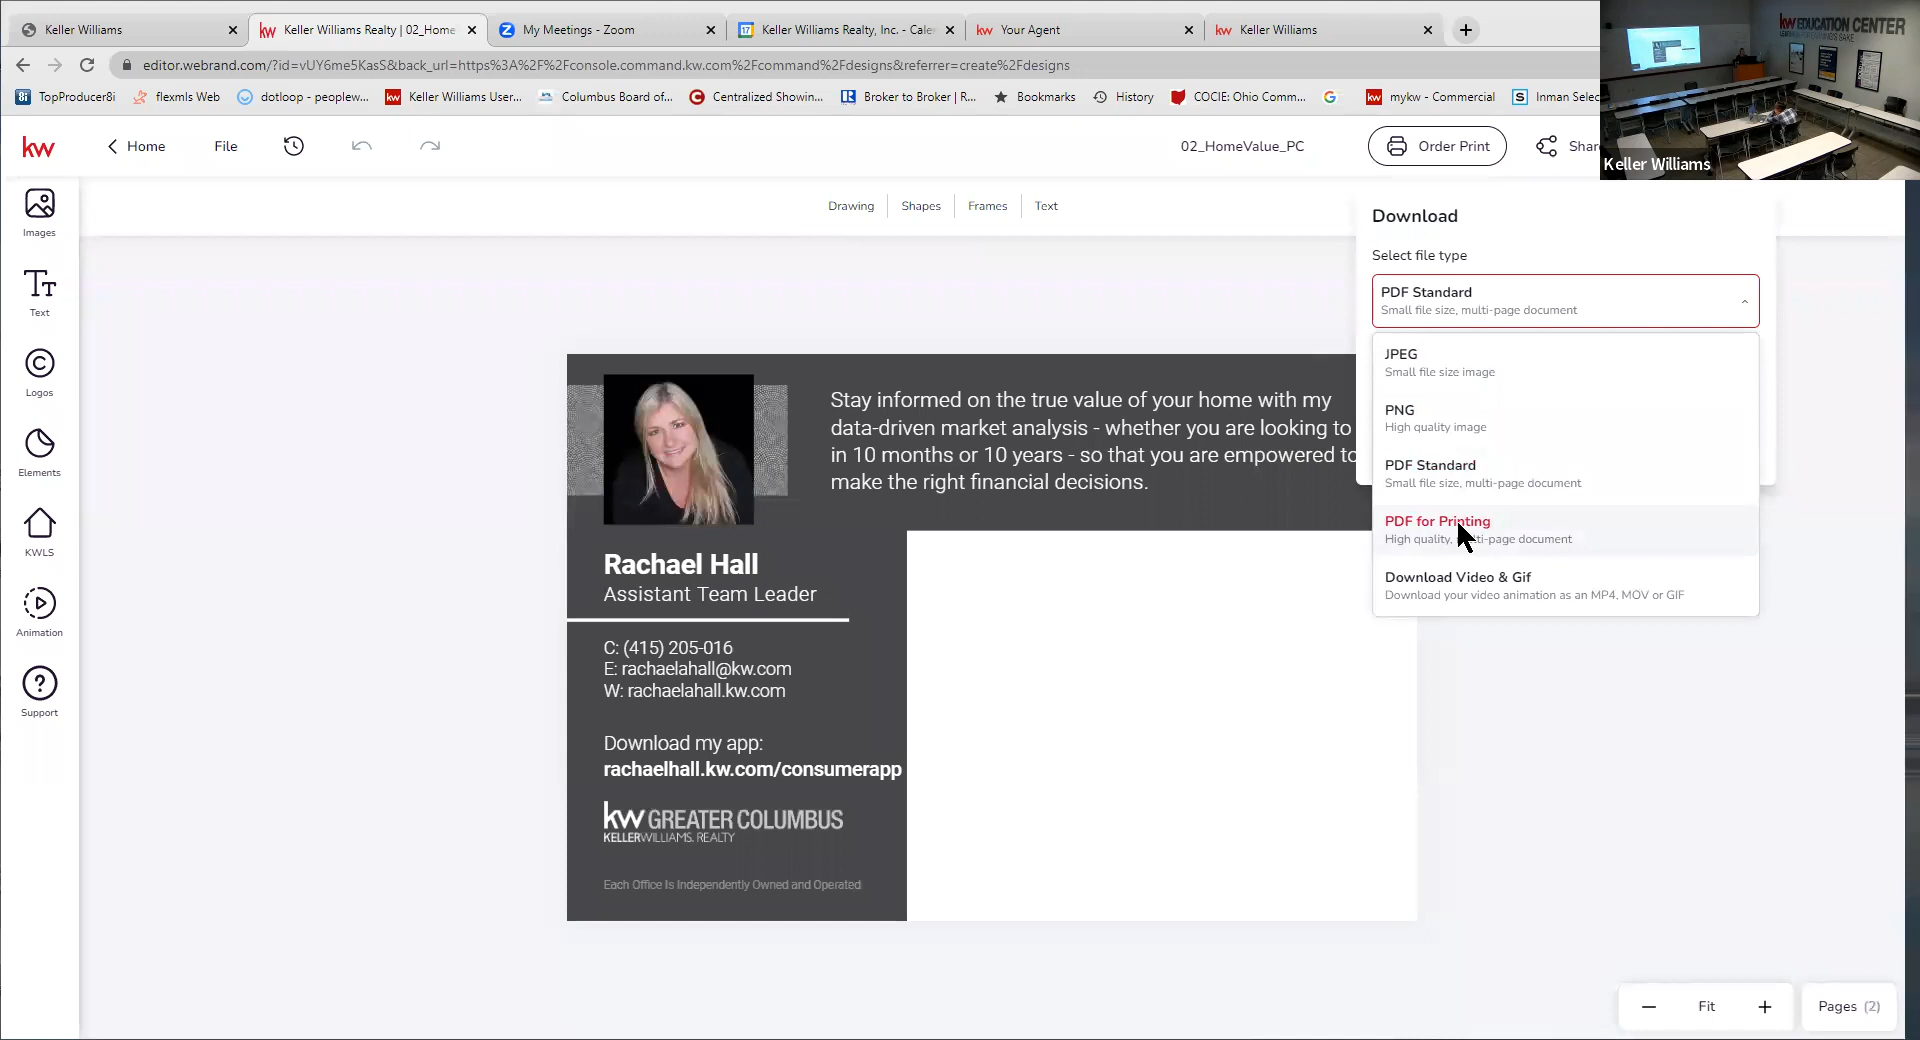 Keller Williams
Keller Williams Realty | 02_Home
My Meetings - Zoom
Keller Williams Realty, Inc. - Cale
Your Agent
Keller Williams
editor.webrand.com/?id=vUY6me5KasS&back_url=https%3A%2F%2Fconsole.command.kw.com%2Fcommand%2Fdesigns&referrer=create%2Fdesigns
TopProducer8i
flexmls Web
dotloop - peoplew...
Keller Williams User...
Columbus Board of...
Centralized Showin...
Broker to Broker | R...
Bookmarks
History
COCIE: Ohio Comm...
mykw - Commercial
Inman Selec
kw EDUCATION CENTER
Keller Williams
kw
Home
File
02_HomeValue_PC
Order Print
Shar
Images
Text
Logos
Elements
KWLS
Animation
Support
Drawing
Shapes
Frames
Text
Download
Select file type
PDF Standard
Small file size, multi-page document
JPEG
Small file size image
PNG
High quality image
PDF Standard
Small file size, multi-page document
PDF for Printing
High quality, ti-page document
Download Video & Gif
Download your video animation as an MP4, MOV or GIF
Stay informed on the true value of your home with my
data-driven market analysis - whether you are looking to
in 10 months or 10 years - so that you are empowered to
make the right financial decisions.
Rachael Hall
Assistant Team Leader
C: (415) 205-016
E: rachaelahall@kw.com
W: rachaelahall.kw.com
Download my app:
rachaelhall.kw.com/consumerapp
kw GREATER COLUMBUS
KELLERWILLIAMS. REALTY
Each Office Is Independently Owned and Operated
Fit
Pages (2)